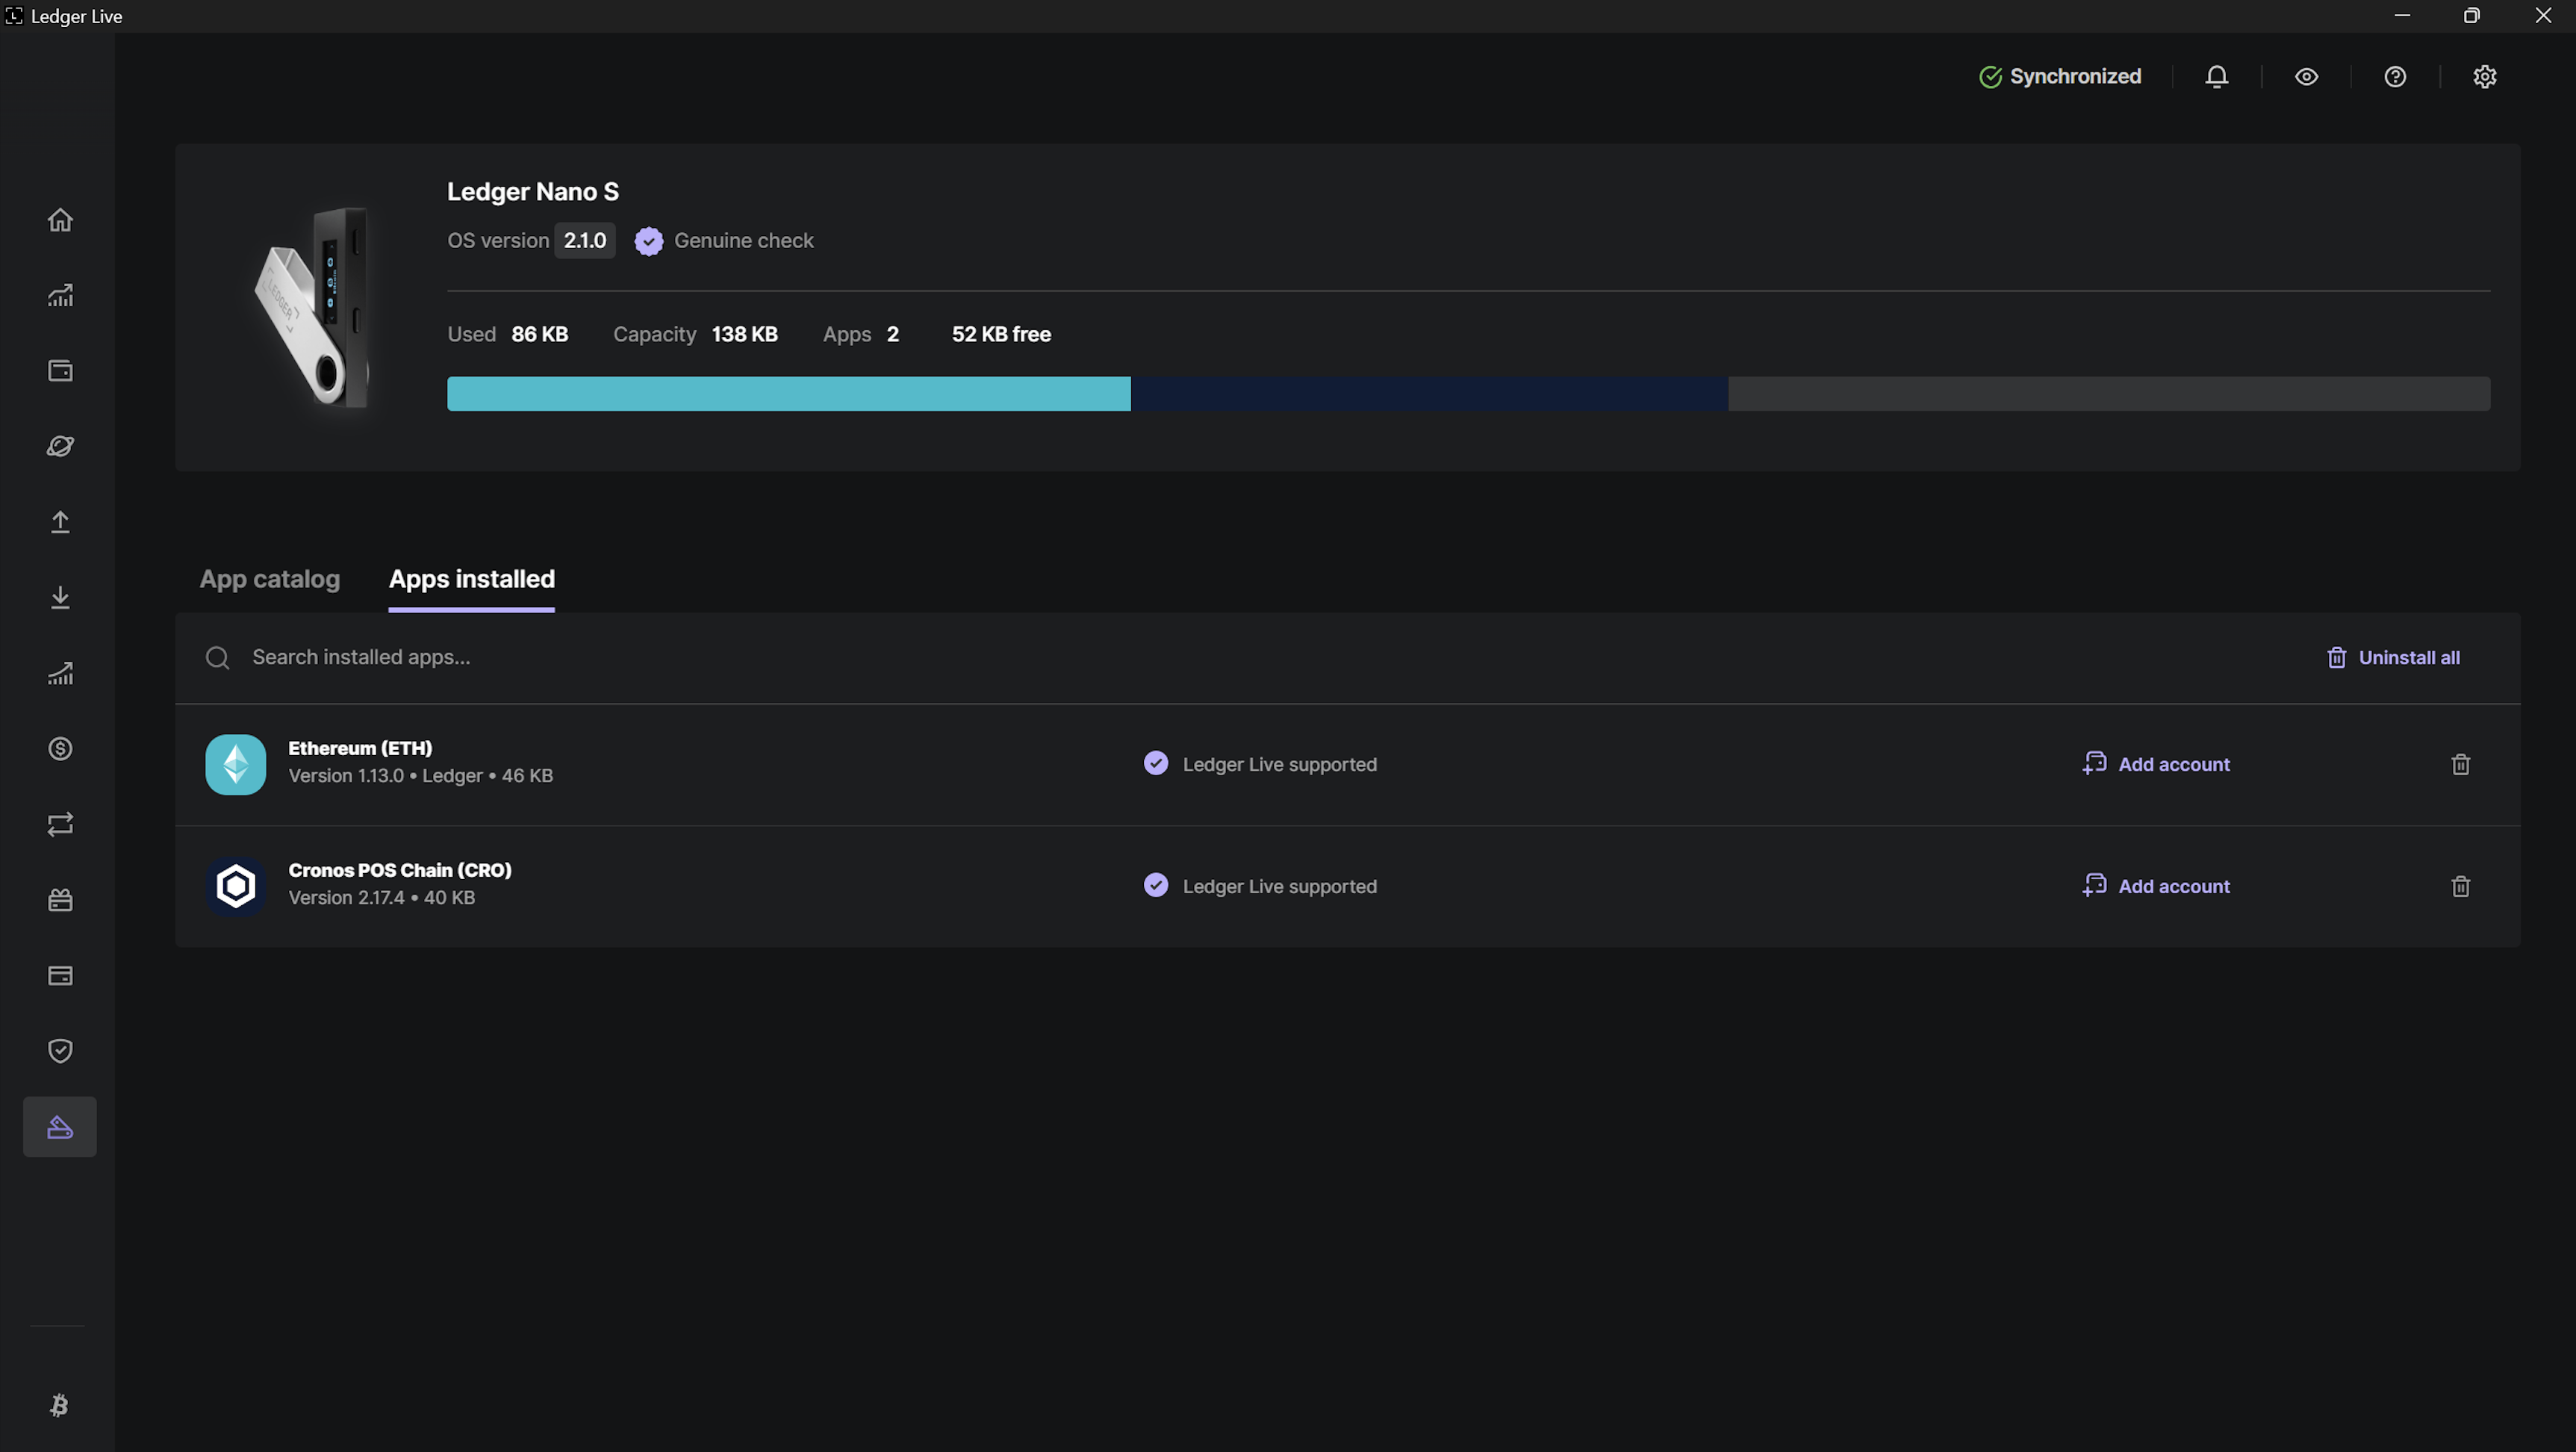 Ledger Live
Synchronized
Ledger Nano S
OS version 2.1.0 Genuine check
Used 86 KB Capacity 138 KB Apps 2 52 KB free
LEDGER
App catalog Apps installed
Search installed apps... Uninstall all
Ethereum (ETH)
Version 1.13.0 • Ledger • 46 KB
Ledger Live supported
Add account
Cronos POS Chain (CRO)
Version 2.17.4 • 40 KB
Ledger Live supported
Add account